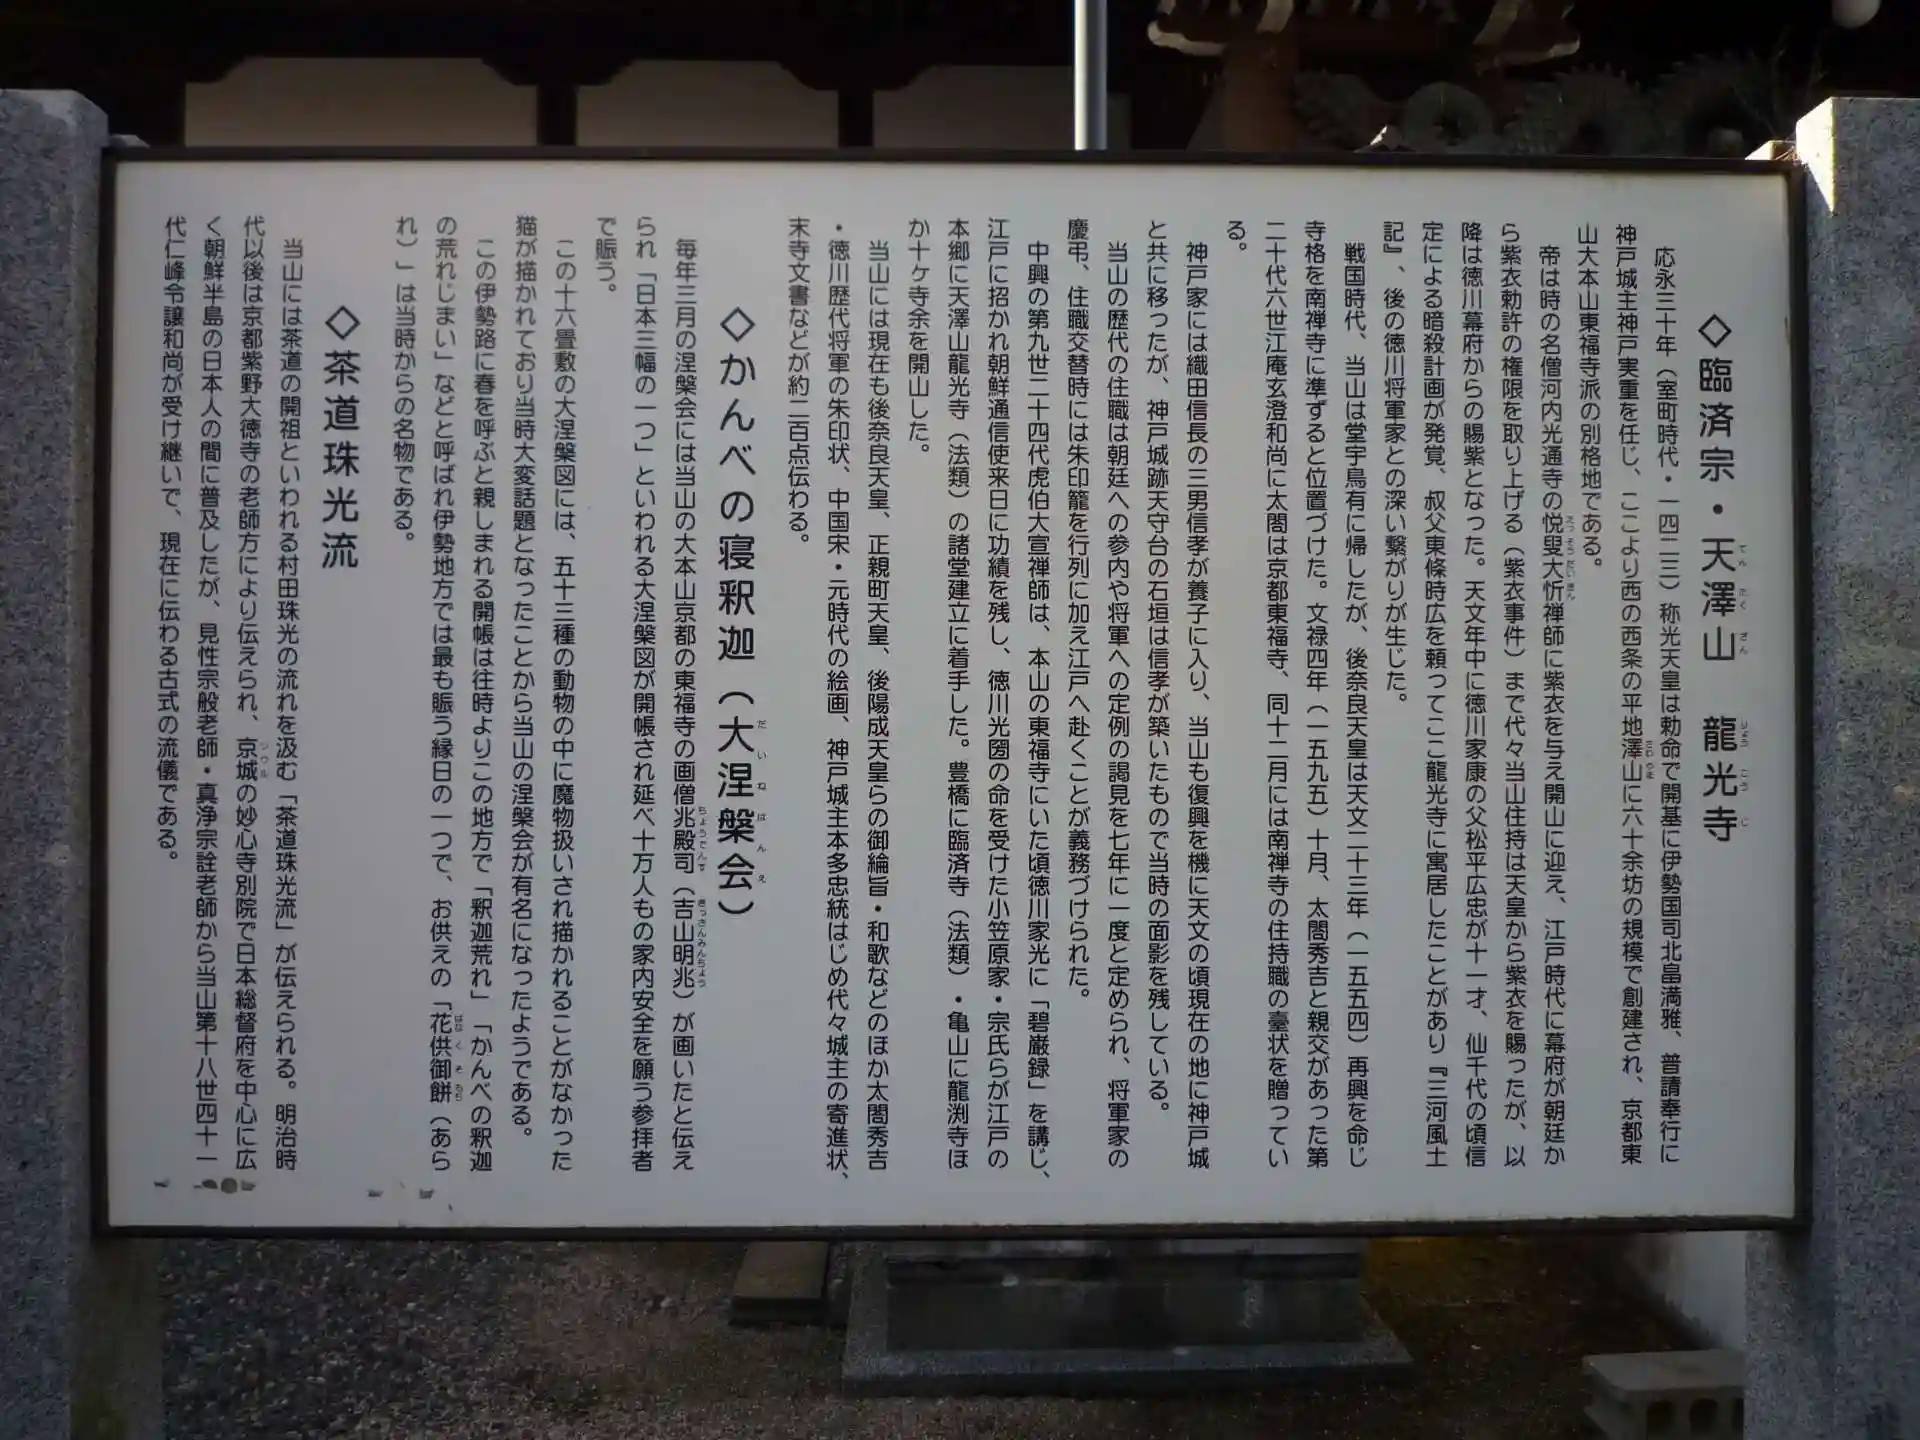 ◇臨済宗・天澤山　龍光寺
応永三十年（室町時代・一四二三）称光天皇は勅命で開基に伊勢国司北畠満雅、普請奉行に
神戸城主神戸実重を任じ、ここより西の西条の平地澤山に六十余坊の規模で創建され、京都東
山大本山東福寺派の別格地である。
帝は時の名僧河内光通寺の悦叟大忻禅師に紫衣を与え開山に迎え、江戸時代に幕府が朝廷か
ら紫衣勅許の権限を取り上げる（紫衣事件）まで代々当山住持は天皇から紫衣を賜ったが、以
降は徳川幕府からの賜紫となった。天文年中に徳川家康の父松平広忠が十一才、仙千代の頃信
定による暗殺計画が発覚、叔父東條時広を頼ってここ龍光寺に寓居したことがあり『三河風土
記』、後の徳川将軍家との深い繋がりが生じた。
戦国時代、当山は堂宇烏有に帰したが、後奈良天皇は天文二十三年（一五五四）再興を命じ
寺格を南禅寺に準ずると位置づけた。文禄四年（一五九五）十月、太閤秀吉と親交があった第
二十代六世江庵玄澄和尚に太閤は京都東福寺、同十二月には南禅寺の住持職の臺状を贈ってい
る。
神戸家には織田信長の三男信孝が養子に入り、当山も復興を機に天文の頃現在の地に神戸城
と共に移ったが、神戸城跡天守台の石垣は信孝が築いたもので当時の面影を残している。
当山の歴代の住職は朝廷への参内や将軍への定例の謁見を七年に一度と定められ、将軍家の
慶弔、住職交替時には朱印籠を行列に加え江戸へ赴くことが義務づけられた。
中興の第九世二十四代虎伯大宣禅師は、本山の東福寺にいた頃徳川家光に「碧巌録」を講じ、
江戸に招かれ朝鮮通信使来日に功績を残し、徳川光圀の命を受けた小笠原家・宗氏らが江戸の
本郷に天澤山龍光寺（法類）の諸堂建立に着手した。豊橋に臨済寺（法類）・亀山に龍渕寺ほ
か十ヶ寺余を開山した。
当山には現在も後奈良天皇、正親町天皇、後陽成天皇らの御綸旨・和歌などのほか太閤秀吉
・徳川歴代将軍の朱印状、中国宋・元時代の絵画、神戸城主本多忠統はじめ代々城主の寄進状、
末寺文書などが約二百点伝わる。
◇かんべの寝釈迦（大涅槃会）
毎年三月の涅槃会には当山の大本山京都の東福寺の画僧兆殿司（吉山明兆）が画いたと伝え
られ「日本三幅の一つ」といわれる大涅槃図が開帳され延べ十万人もの家内安全を願う参拝者
で賑う。
この十六畳敷の大涅槃図には、五十三種の動物の中に魔物扱いされ描かれることがなかった
猫が描かれており当時大変話題となったことから当山の涅槃会が有名になったようである。
この伊勢路に春を呼ぶと親しまれる開帳は往時よりこの地方で「釈迦荒れ」「かんべの釈迦
の荒れじまい」などと呼ばれ伊勢地方では最も賑う縁日の一つで、お供えの「花供御餅（あら
れ）」は当時からの名物である。
◇茶道珠光流
当山には茶道の開祖といわれる村田珠光の流れを汲む「茶道珠光流」が伝えられる。明治時
代以後は京都紫野大徳寺の老師方により伝えられ、京城の妙心寺別院で日本総督府を中心に広
く朝鮮半島の日本人の間に普及したが、見性宗般老師・真浄宗詮老師から当山第十八世四十一
代仁峰令譲和尚が受け継いで、現在に伝わる古式の流儀である。